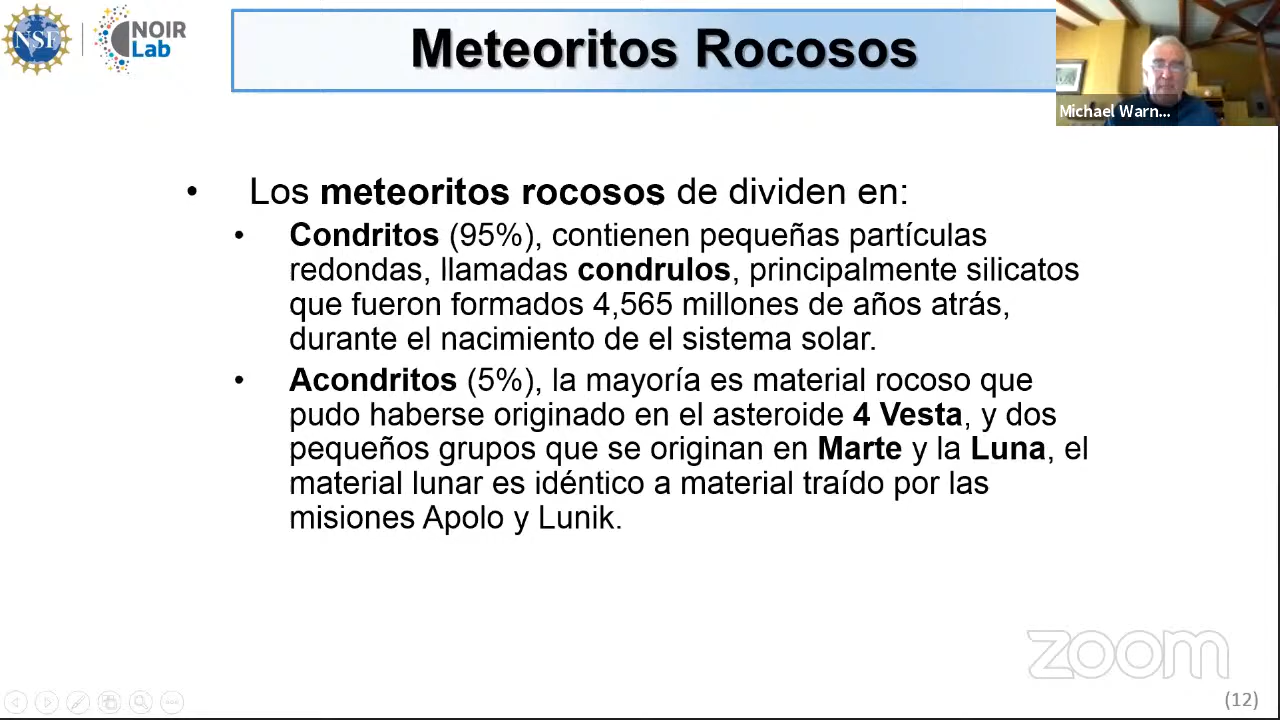 NSF
NOIR
Lab
Meteoritos Rocosos
Michael Warn...
• Los meteoritos rocosos de dividen en:
• Condritos (95%), contienen pequeñas partículas
redondas, llamadas condrulos, principalmente silicatos
que fueron formados 4,565 millones de años atrás,
durante el nacimiento de el sistema solar.
• Acondritos (5%), la mayoría es material rocoso que
pudo haberse originado en el asteroide 4 Vesta, y dos
pequeños grupos que se originan en Marte y la Luna, el
material lunar es idéntico a material traído por las
misiones Apolo y Lunik.
zoom
(12)